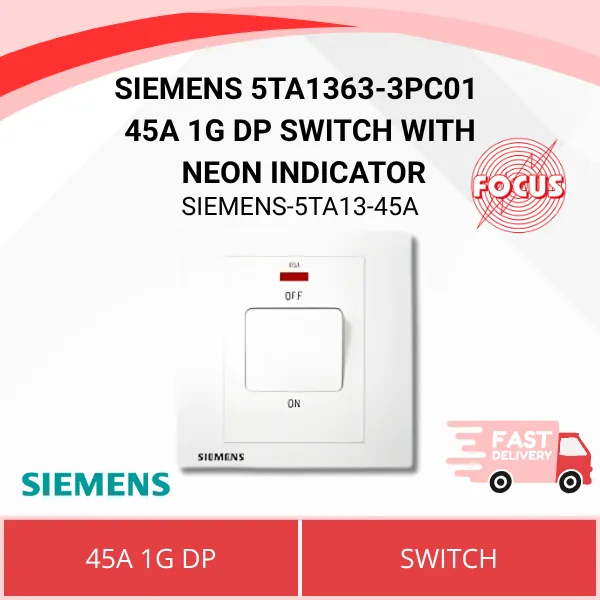 SIEMENS 5TA1363-3PC01
45A 1G DP SWITCH WITH
NEON INDICATOR
SIEMENS-5TA13-45A
FOCUS
45A
OFF
ON
SIEMENS
FAST
DELIVERY
SIEMENS
45A 1G DP
SWITCH